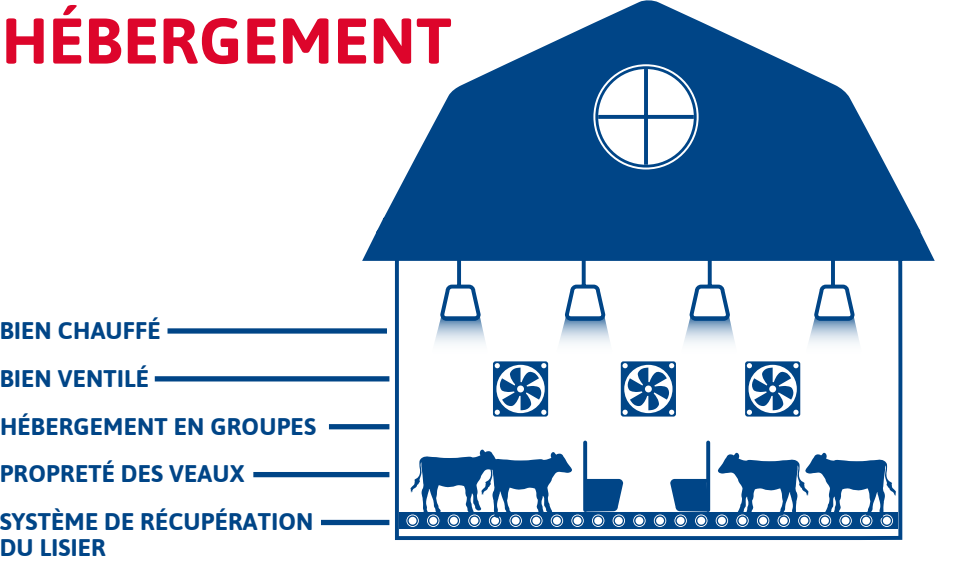 HÉBERGEMENT
BIEN CHAUFFÉ
BIEN VENTILÉ
HÉBERGEMENT EN GROUPES
PROPRETÉ DES VEAUX
SYSTÈME DE RÉCUPÉRATION
DU LISIER